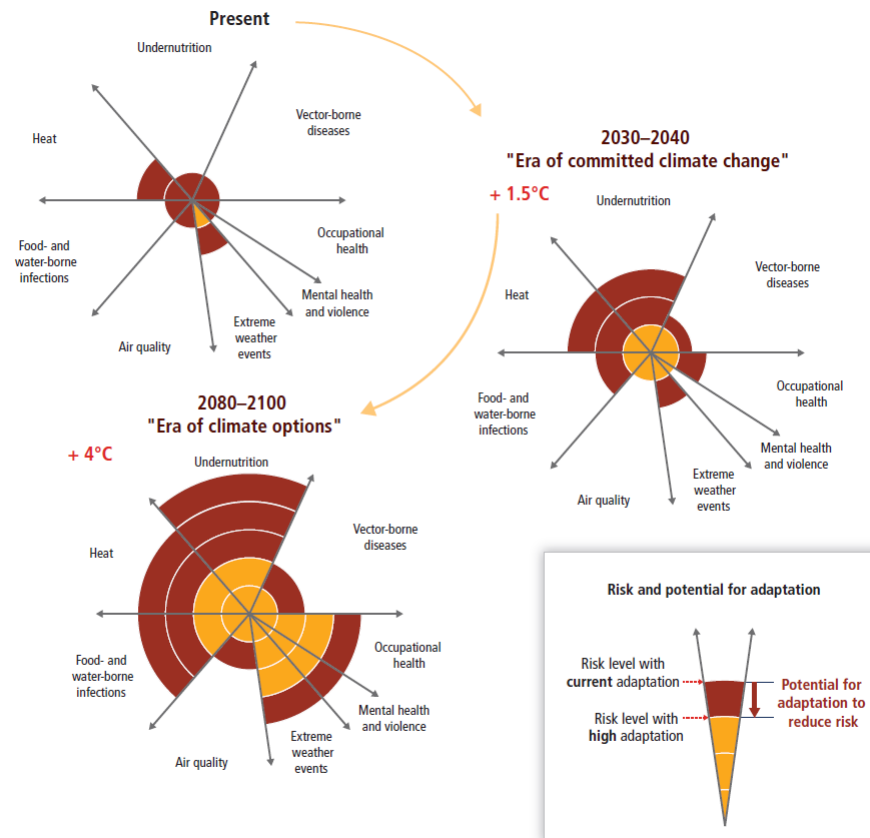 Present
Undernutrition
Vector-borne
diseases
Heat
Occupational
health
Food- and
water-borne
infections
Mental health
and violence
Extreme
weather
events
Air quality
2030–2040
"Era of committed climate change"
+ 1.5°C
Undernutrition
Vector-borne
diseases
Heat
Occupational
health
Food- and
water-borne
infections
Mental health
and violence
Extreme
weather
events
Air quality
2080–2100
"Era of climate options"
+ 4°C
Undernutrition
Vector-borne
diseases
Heat
Occupational
health
Food- and
water-borne
infections
Mental health
and violence
Extreme
weather
events
Air quality
Risk and potential for adaptation
Risk level with
current adaptation
Potential for
adaptation to
reduce risk
Risk level with
high adaptation